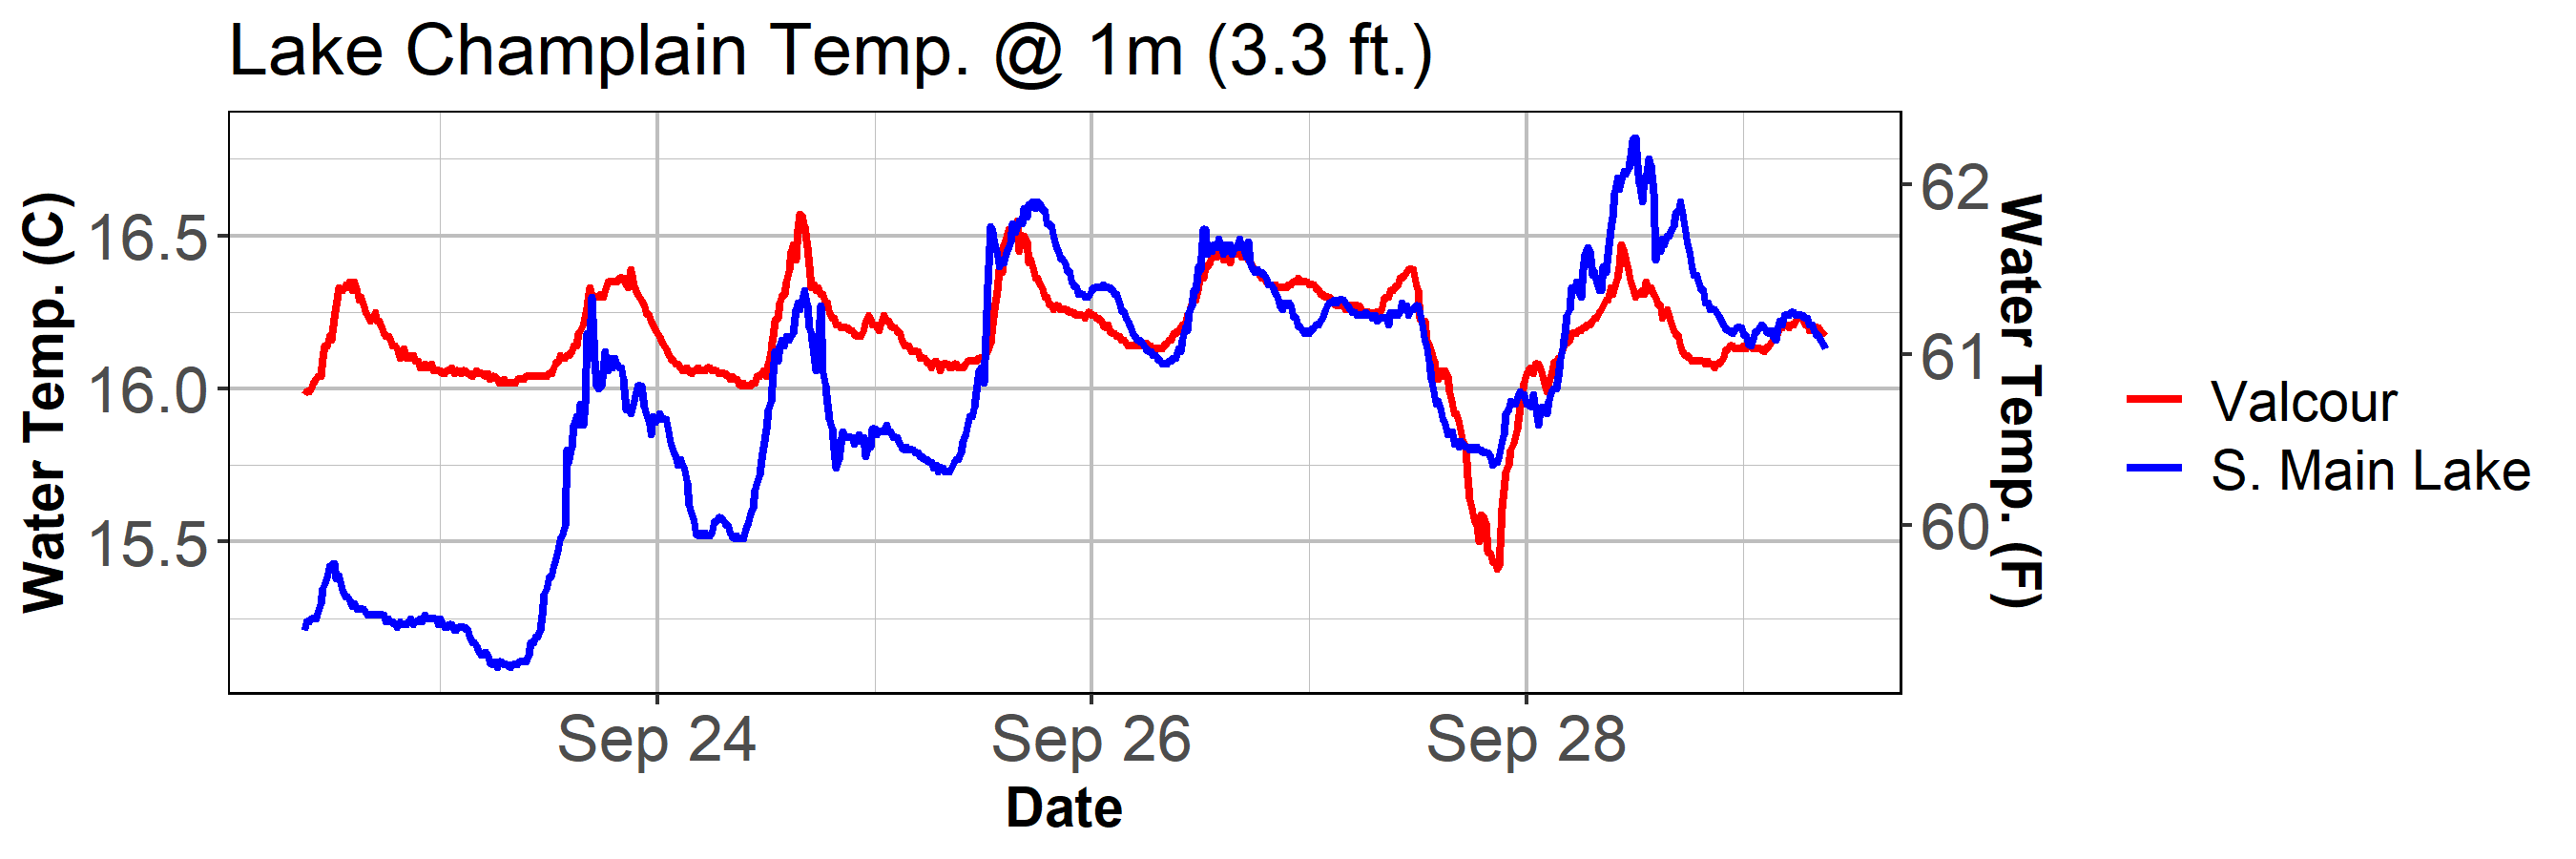 Lake Champlain Temp. @ 1m (3.3 ft.)
Water Temp. (C)
16.5
16.0
15.5
62
61
60
Water Temp. (F)
Sep 24
Sep 26
Sep 28
Date
Valcour
S. Main Lake